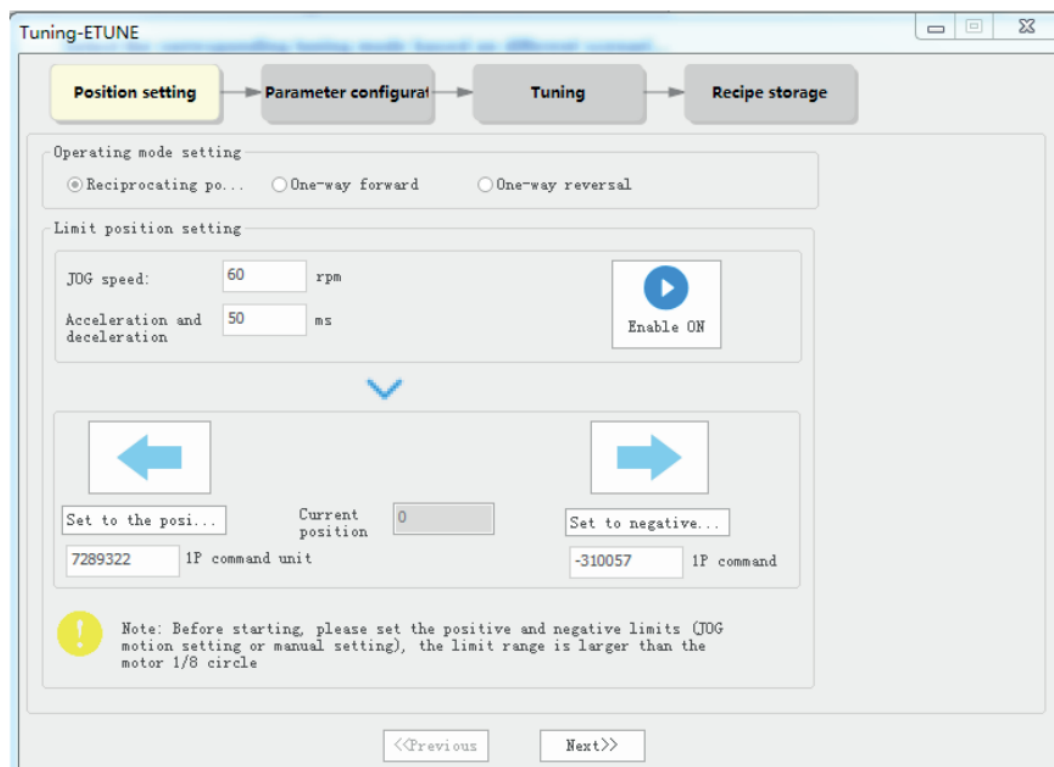 Tuning-ETUNE
Position setting
Parameter configurat
Tuning
Recipe storage
Operating mode setting
Reciprocating po...
One-way forward
One-way reversal
Limit position setting
JOG speed:
60
rpm
Acceleration and
deceleration
50
ms
Enable ON
Set to the posi...
Current
position
0
Set to negative...
7289322
1P command unit
-310057
1P command
Note: Before starting, please set the positive and negative limits (JOG
motion setting or manual setting), the limit range is larger than the
motor 1/8 circle
<<Previous
Next>>